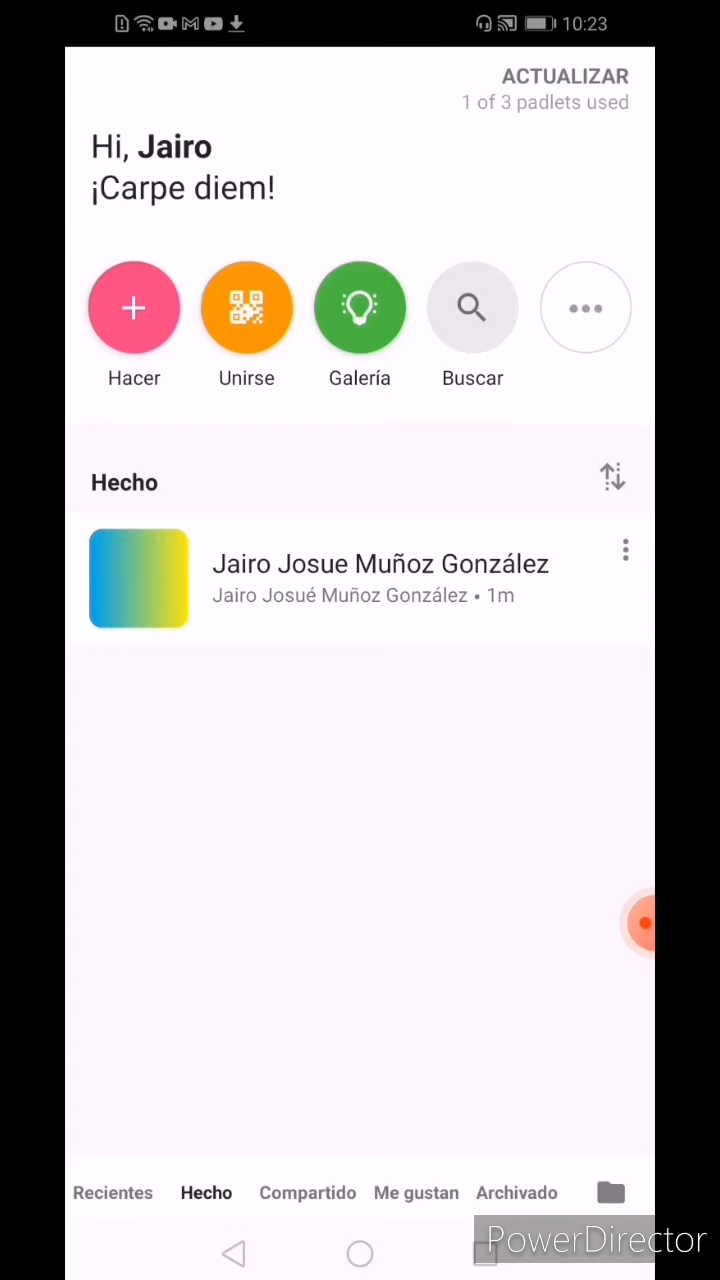 10:23
ACTUALIZAR
1 of 3 padlets used
Hi, Jairo
¡Carpe diem!
Hacer
Unirse
Galería
Buscar
Hecho
Jairo Josue Muñoz González
Jairo Josué Muñoz González • 1m
Recientes
Hecho
Compartido
Me gustan
Archivado
PowerDirector